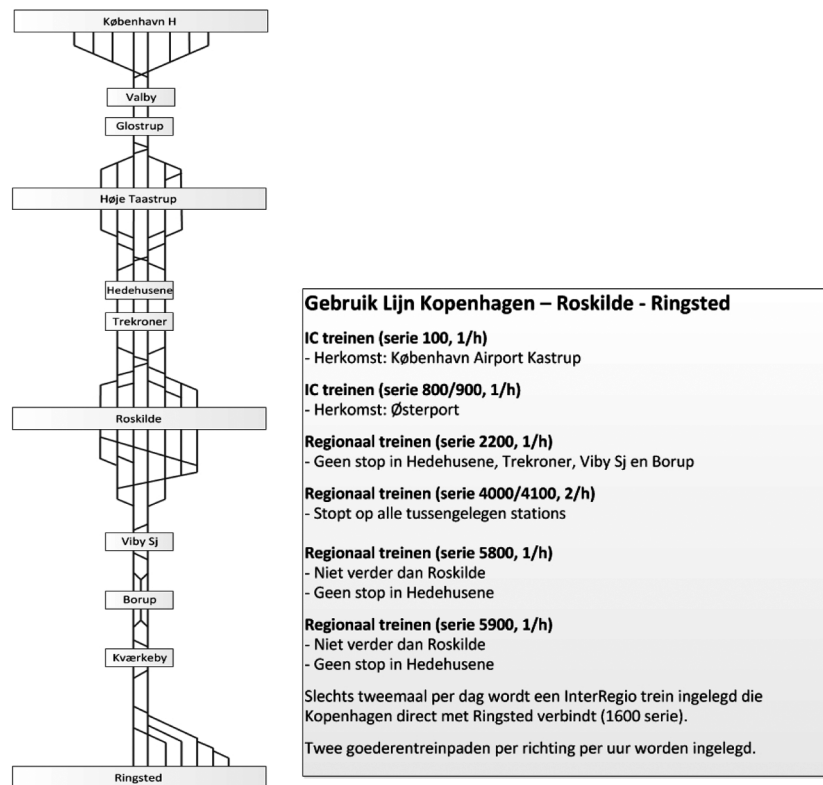 København H
Valby
Glostrup
Høje Taastrup
Hedehusene
Trekroner
Roskilde
Viby Sj
Borup
Kværkeby
Ringsted
Gebruik Lijn Kopenhagen – Roskilde - Ringsted
IC treinen (serie 100, 1/h)
- Herkomst: København Airport Kastrup
IC treinen (serie 800/900, 1/h)
- Herkomst: Østerport
Regionaal treinen (serie 2200, 1/h)
- Geen stop in Hedehusene, Trekroner, Viby Sj en Borup
Regionaal treinen (serie 4000/4100, 2/h)
- Stopt op alle tussengelegen stations
Regionaal treinen (serie 5800, 1/h)
- Niet verder dan Roskilde
- Geen stop in Hedehusene
Regionaal treinen (serie 5900, 1/h)
- Niet verder dan Roskilde
- Geen stop in Hedehusene
Slechts tweemaal per dag wordt een InterRegio trein ingelegd die
Kopenhagen direct met Ringsted verbindt (1600 serie).
Twee goederentreinpaden per richting per uur worden ingelegd.